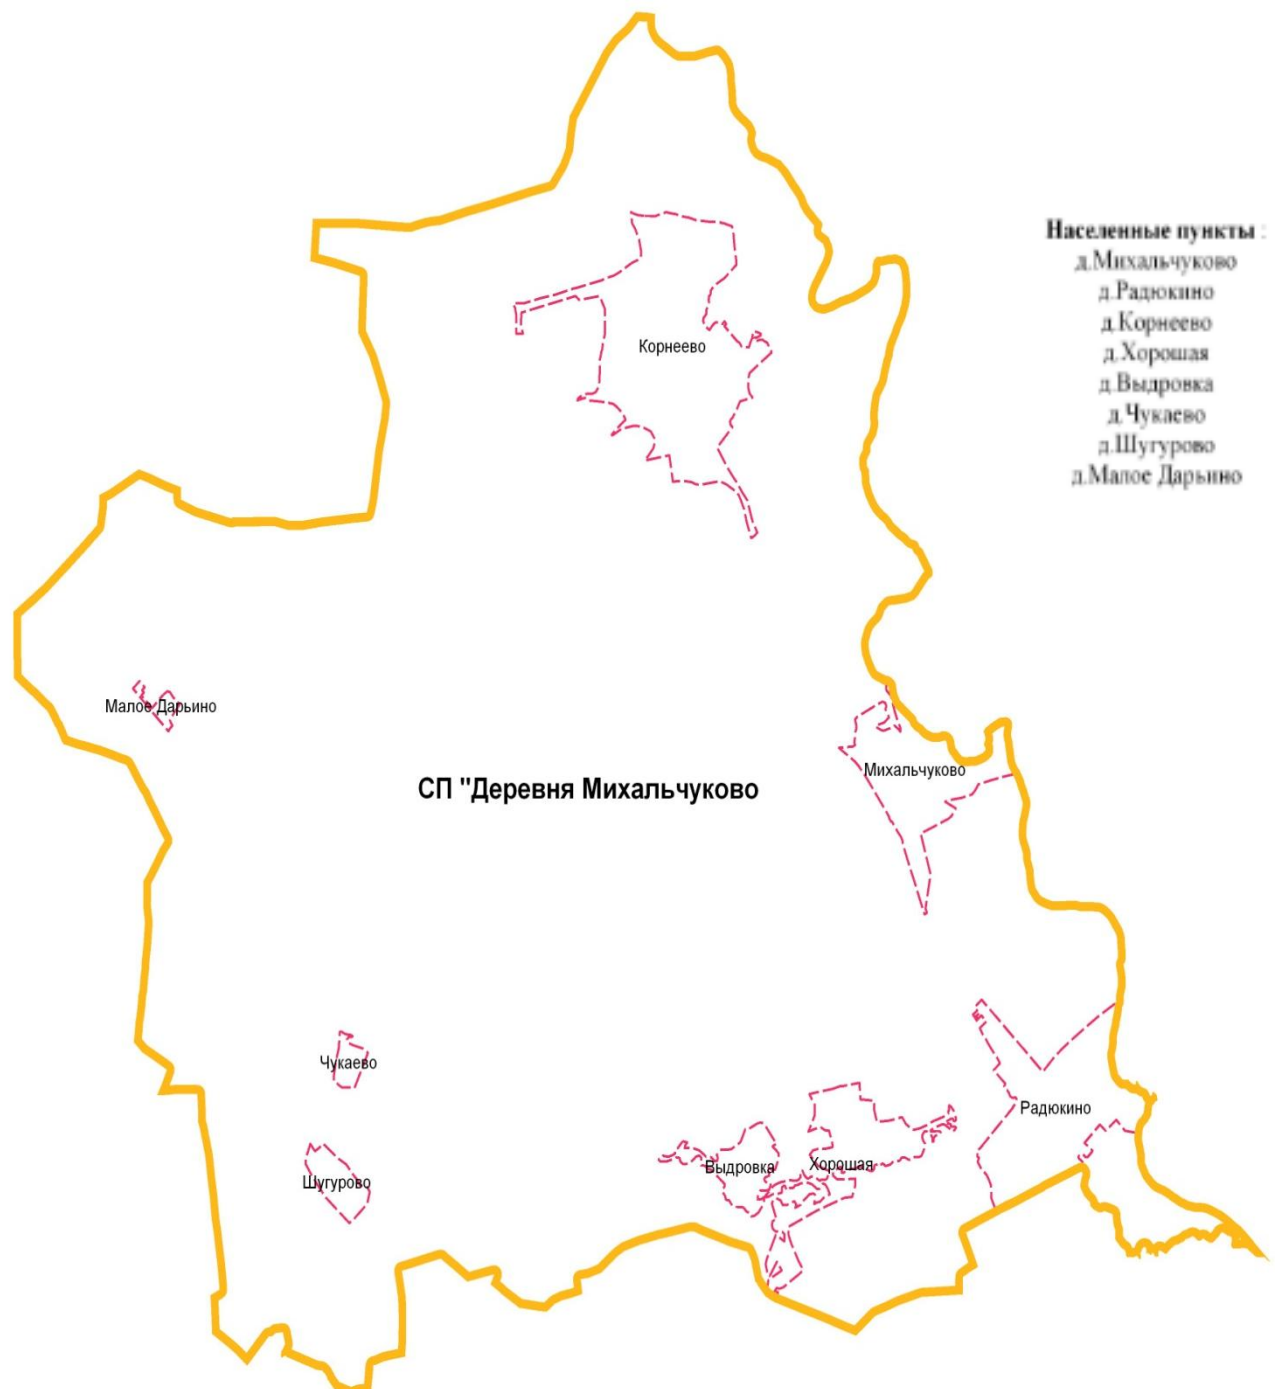 Населенные пункты :
д.Михальчуково
д.Радюкино
д.Корнеево
д.Хорошая
д.Выдровка
д.Чукаево
д.Шугурово
д.Малое Дарьино
Корнеево
Малое Дарьино
Михальчуково
СП "Деревня Михальчуково
Чукаево
Радюкино
Выдровка
Хорошая
Шугурово